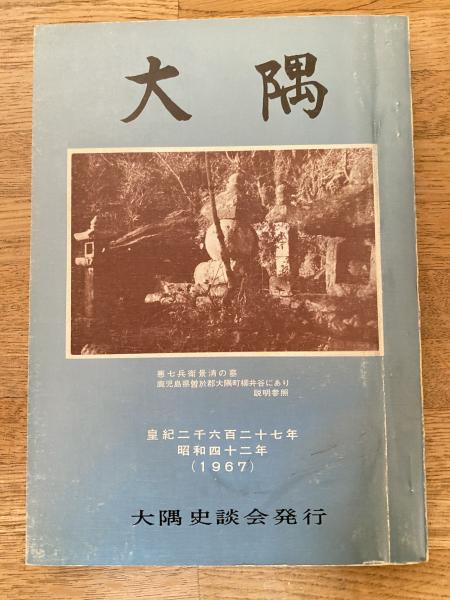 大隅
悪七兵衛景清の墓
鹿児島県曽於郡大隅町柳井谷にあり
説明参照
皇紀二千六百二十七年
昭和四十二年
(1967)
大隅史談会発行